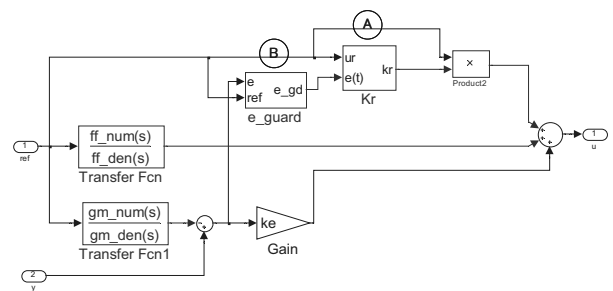 A
B
ur
e(t)
kr
Kr
×
Product2
e
ref
e_gd
e_guard
1
ref
ff_num(s)
ff_den(s)
Transfer Fcn
1
u
gm_num(s)
gm_den(s)
Transfer Fcn1
ke
Gain
2
y